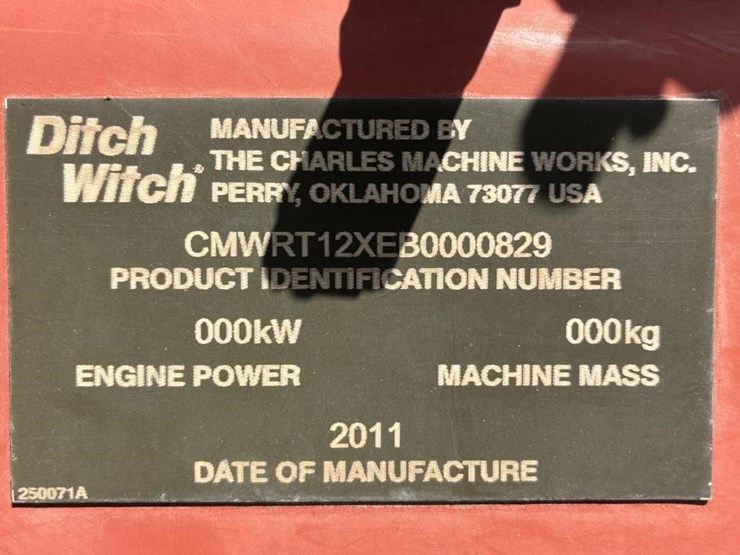 Ditch Witch®
MANUFACTURED BY
THE CHARLES MACHINE WORKS, INC.
PERRY, OKLAHOMA 73077 USA
CMWRT12XEB0000829
PRODUCT IDENTIFICATION NUMBER
000kW 000kg
ENGINE POWER MACHINE MASS
2011
DATE OF MANUFACTURE
250071A